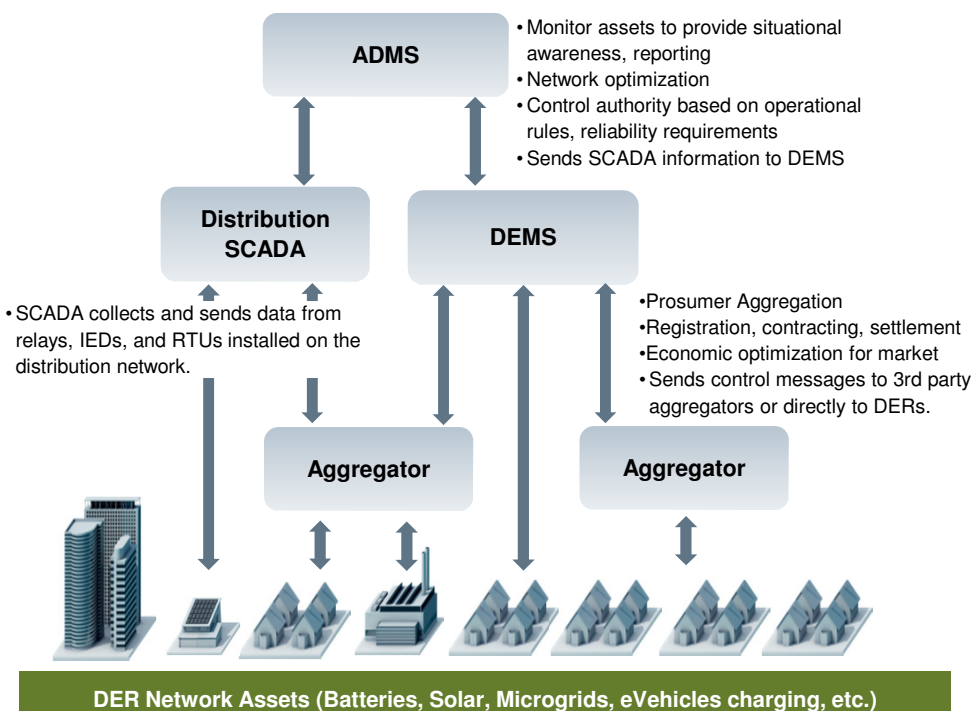 ADMS
• Monitor assets to provide situational
awareness, reporting
• Network optimization
• Control authority based on operational
rules, reliability requirements
• Sends SCADA information to DEMS
Distribution
SCADA
DEMS
• SCADA collects and sends data from
relays, IEDs, and RTUs installed on the
distribution network.
•Prosumer Aggregation
•Registration, contracting, settlement
•Economic optimization for market
• Sends control messages to 3rd party
aggregators or directly to DERs.
Aggregator
Aggregator
DER Network Assets (Batteries, Solar, Microgrids, eVehicles charging, etc.)